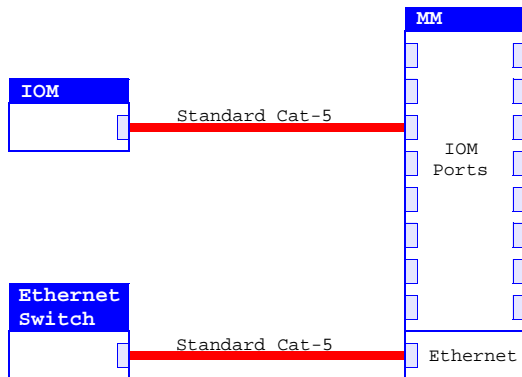 MM
IOM
Standard Cat-5
IOM
Ports
Ethernet
Switch
Standard Cat-5
Ethernet